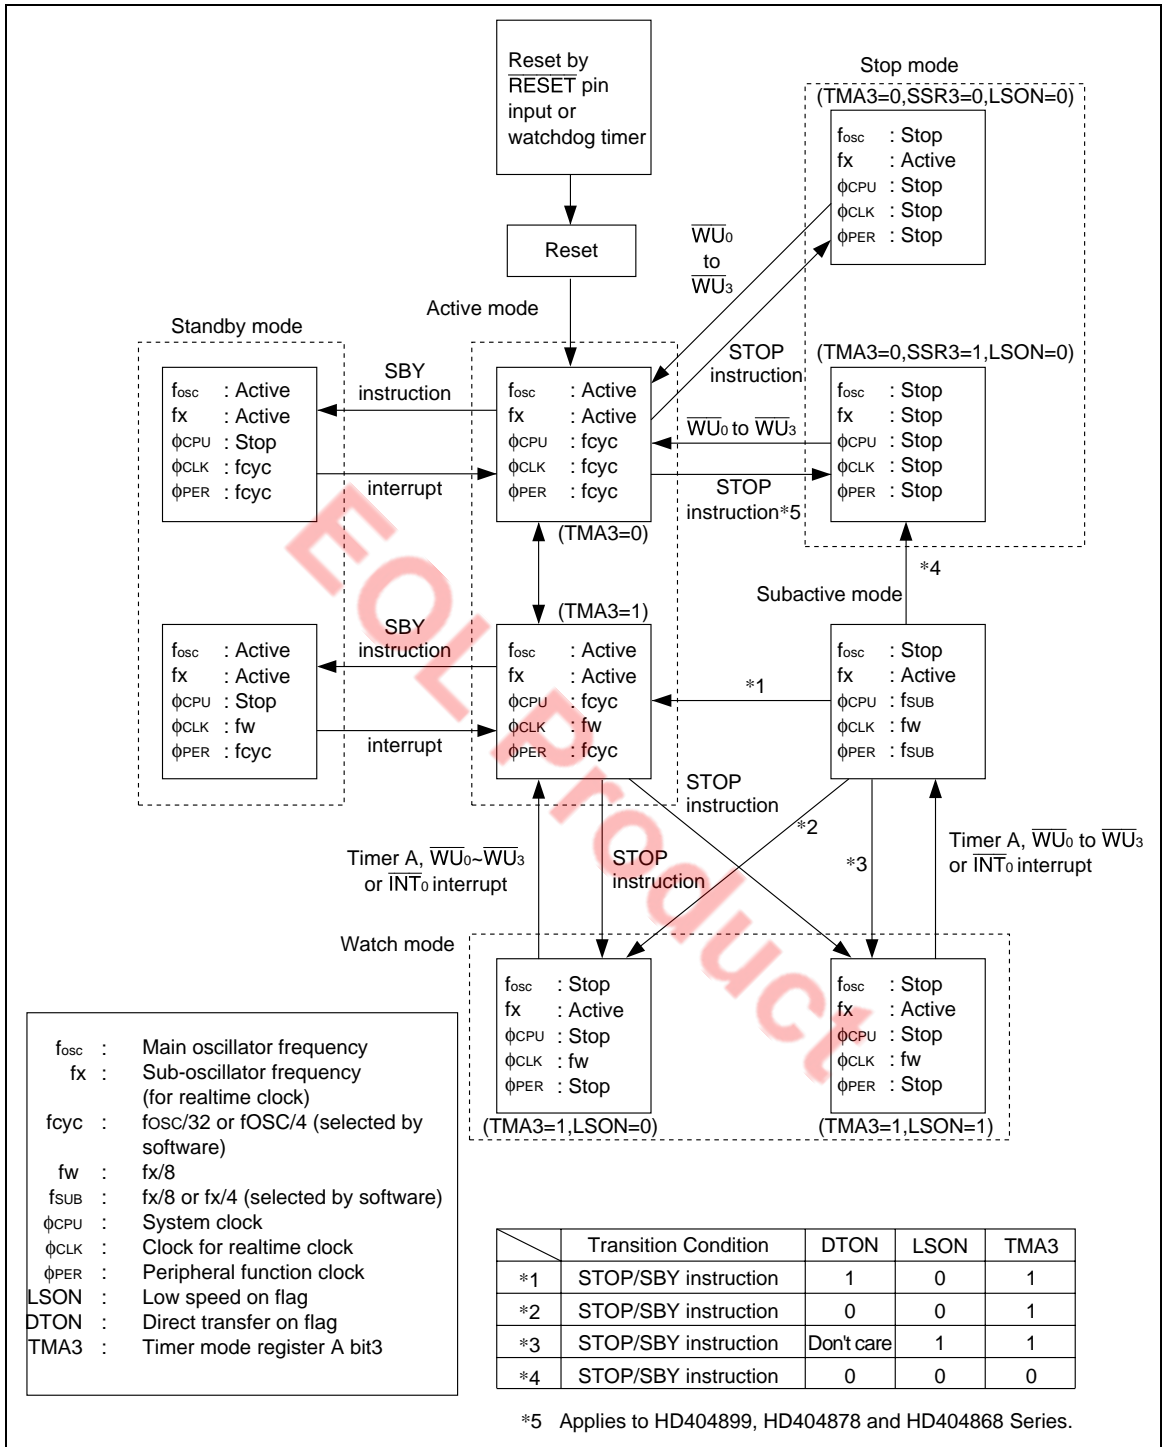 Reset by
RESET pin
input or
watchdog timer
Reset
Stop mode
(TMA3=0,SSR3=0,LSON=0)
fosc : Stop
fx : Active
ϕCPU : Stop
ϕCLK : Stop
ϕPER : Stop
WU0
to
WU3
STOP
instruction
Active mode
Standby mode
fosc : Active
fx : Active
ϕCPU : Stop
ϕCLK : fcyc
ϕPER : fcyc
SBY
instruction
interrupt
fosc : Active
fx : Active
ϕCPU : fcyc
ϕCLK : fcyc
ϕPER : fcyc
(TMA3=0)
WU0 to WU3
STOP
instruction*5
(TMA3=0,SSR3=1,LSON=0)
fosc : Stop
fx : Stop
ϕCPU : Stop
ϕCLK : Stop
ϕPER : Stop
*4
Subactive mode
(TMA3=1)
fosc : Active
fx : Active
ϕCPU : Stop
ϕCLK : fw
ϕPER : fcyc
SBY
instruction
interrupt
fosc : Active
fx : Active
ϕCPU : fcyc
ϕCLK : fw
ϕPER : fcyc
*1
fosc : Stop
fx : Active
ϕCPU : fSUB
ϕCLK : fw
ϕPER : fSUB
STOP
instruction
*2
*3
Timer A, WU0~WU3
or INT0 interrupt
STOP
instruction
Timer A, WU0 to WU3
or INT0 interrupt
Watch mode
fosc : Stop
fx : Active
ϕCPU : Stop
ϕCLK : fw
ϕPER : Stop
(TMA3=1,LSON=0)
fosc : Stop
fx : Active
ϕCPU : Stop
ϕCLK : fw
ϕPER : Stop
(TMA3=1,LSON=1)
EOL Product
fosc : Main oscillator frequency
fx : Sub-oscillator frequency
(for realtime clock)
fcyc : fosc/32 or fOSC/4 (selected by
software)
fw : fx/8
fSUB : fx/8 or fx/4 (selected by software)
ϕCPU : System clock
ϕCLK : Clock for realtime clock
ϕPER : Peripheral function clock
LSON : Low speed on flag
DTON : Direct transfer on flag
TMA3 : Timer mode register A bit3
Transition Condition DTON LSON TMA3
*1 STOP/SBY instruction 1 0 1
*2 STOP/SBY instruction 0 0 1
*3 STOP/SBY instruction Don't care 1 1
*4 STOP/SBY instruction 0 0 0
*5 Applies to HD404899, HD404878 and HD404868 Series.